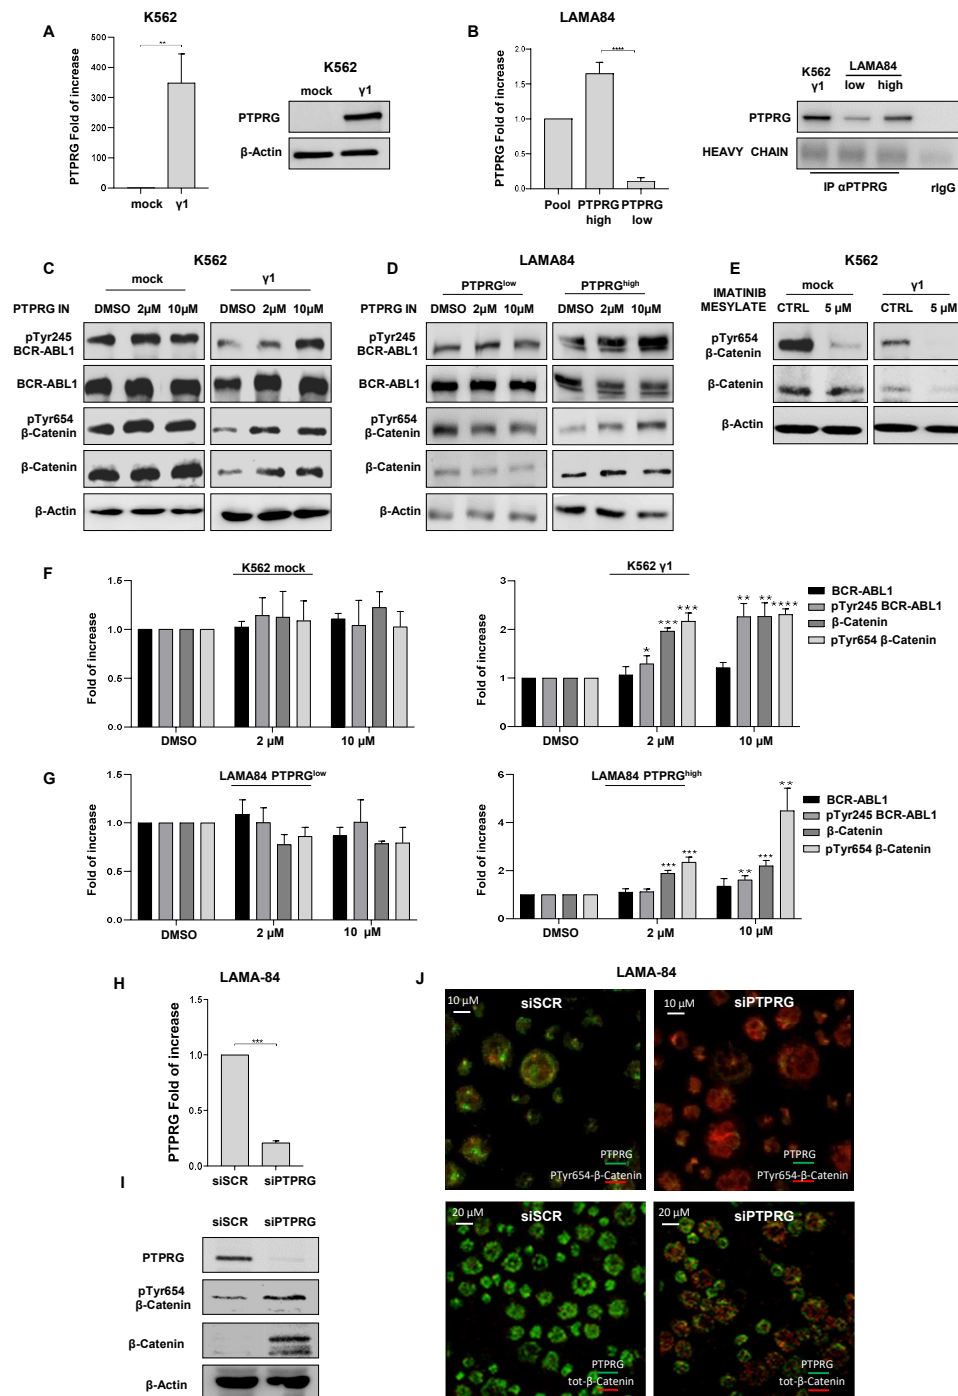 A
K562
PTPRG Fold of increase
500
400
300
200
100
0
**
mock
γ1
K562
mock γ1
PTPRG
β-Actin
B
LAMA84
PTPRG Fold of increase
2.0
1.5
1.0
0.5
0.0
****
Pool
PTPRG high
PTPRG low
K562 γ1
LAMA84
low high
PTPRG
HEAVY CHAIN
IP αPTPRG
rIgG
C
K562
mock γ1
PTPRG IN DMSO 2µM 10µM DMSO 2µM 10µM
pTyr245
BCR-ABL1
BCR-ABL1
pTyr654
β-Catenin
β-Catenin
β-Actin
D
LAMA84
PTPRGlow PTPRGhigh
PTPRG IN DMSO 2µM 10µM DMSO 2µM 10µM
pTyr245
BCR-ABL1
BCR-ABL1
pTyr654
β-Catenin
β-Catenin
β-Actin
E
K562
mock γ1
IMATINIB
MESYLATE CTRL 5 µM CTRL 5 µM
pTyr654
β-Catenin
β-Catenin
β-Actin
F
K562 mock
Fold of increase
1.5
1.0
0.5
0.0
DMSO 2 µM 10 µM
K562 γ1
Fold of increase
3
2
1
0
* *** *** ** ** ****
DMSO 2 µM 10 µM
BCR-ABL1
pTyr245 BCR-ABL1
β-Catenin
pTyr654 β-Catenin
G
LAMA84 PTPRGlow
Fold of increase
1.5
1.0
0.5
0.0
DMSO 2 µM 10 µM
LAMA84 PTPRGhigh
Fold of increase
6
4
2
0
*** *** ** *** **
DMSO 2 µM 10 µM
BCR-ABL1
pTyr245 BCR-ABL1
β-Catenin
pTyr654 β-Catenin
H
LAMA-84
PTPRG Fold of increase
1.5
1.0
0.5
0.0
***
siSCR siPTPRG
I
siSCR siPTPRG
PTPRG
pTyr654
β-Catenin
β-Catenin
β-Actin
J
LAMA-84
10 µM
siSCR
PTPRG
PTyr654-β-Catenin
10 µM
siPTPRG
PTPRG
PTyr654-β-Catenin
20 µM
siSCR
PTPRG
tot-β-Catenin
20 µM
siPTPRG
PTPRG
tot-β-Catenin